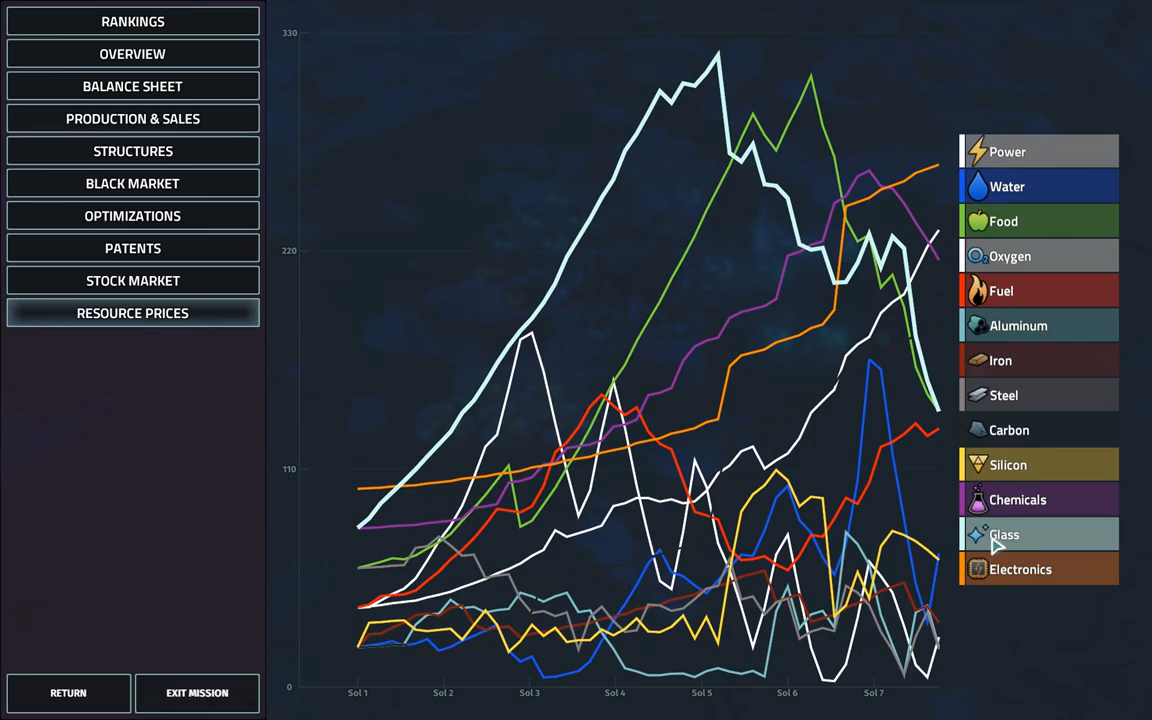 RANKINGS
OVERVIEW
BALANCE SHEET
PRODUCTION & SALES
STRUCTURES
BLACK MARKET
OPTIMIZATIONS
PATENTS
STOCK MARKET
RESOURCE PRICES
RETURN
EXIT MISSION
330
220
110
0
Sol 1
Sol 2
Sol 3
Sol 4
Sol 5
Sol 6
Sol 7
Power
Water
Food
O2 Oxygen
Fuel
Aluminum
Iron
Steel
Carbon
Silicon
Chemicals
Glass
Electronics